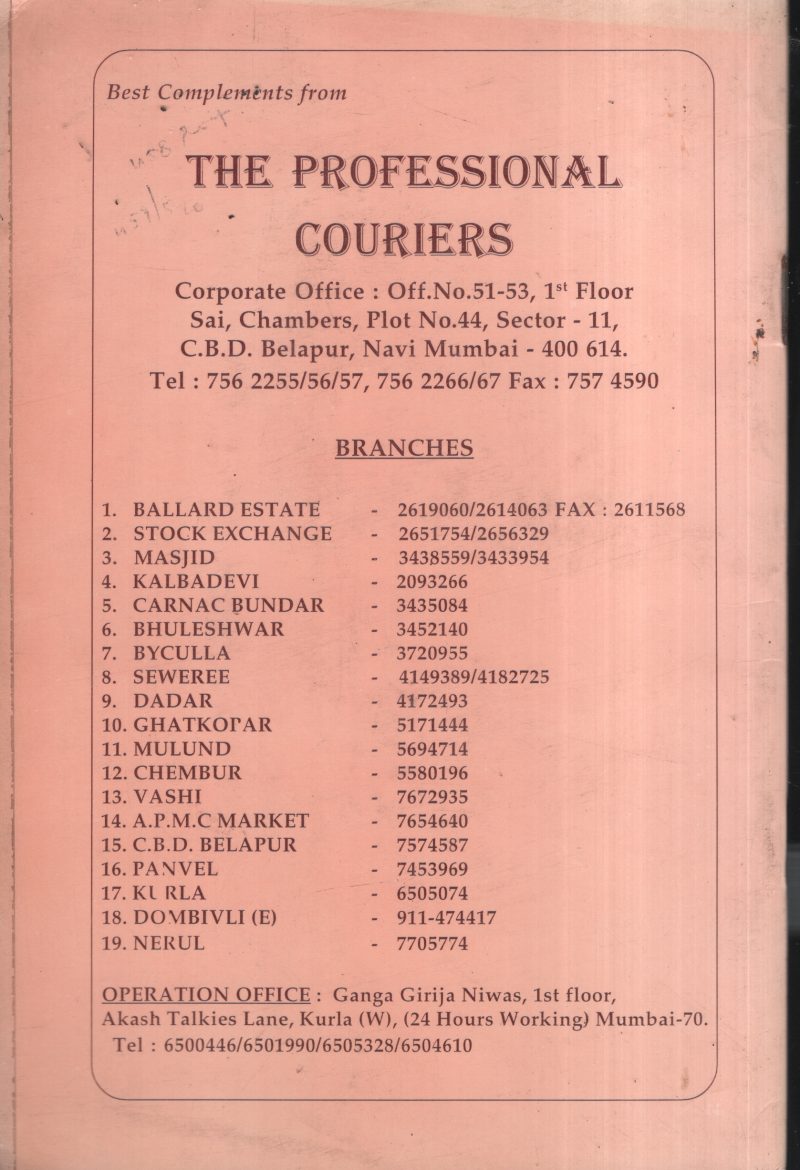 Best Complements from
THE PROFESSIONAL
COURIERS
Corporate Office : Off.No.51-53, 1st Floor
Sai, Chambers, Plot No.44, Sector - 11,
C.B.D. Belapur, Navi Mumbai - 400 614.
Tel : 756 2255/56/57, 756 2266/67 Fax : 757 4590
BRANCHES
1. BALLARD ESTATE - 2619060/2614063 FAX : 2611568
2. STOCK EXCHANGE - 2651754/2656329
3. MASJID - 3438559/3433954
4. KALBADEVI - 2093266
5. CARNAC BUNDAR - 3435084
6. BHULESHWAR - 3452140
7. BYCULLA - 3720955
8. SEWEREE - 4149389/4182725
9. DADAR - 4172493
10. GHATKOPAR - 5171444
11. MULUND - 5694714
12. CHEMBUR - 5580196
13. VASHI - 7672935
14. A.P.M.C MARKET - 7654640
15. C.B.D. BELAPUR - 7574587
16. PANVEL - 7453969
17. KURLA - 6505074
18. DOMBIVLI (E) - 911-474417
19. NERUL - 7705774
OPERATION OFFICE : Ganga Girija Niwas, 1st floor,
Akash Talkies Lane, Kurla (W), (24 Hours Working) Mumbai-70.
Tel : 6500446/6501990/6505328/6504610